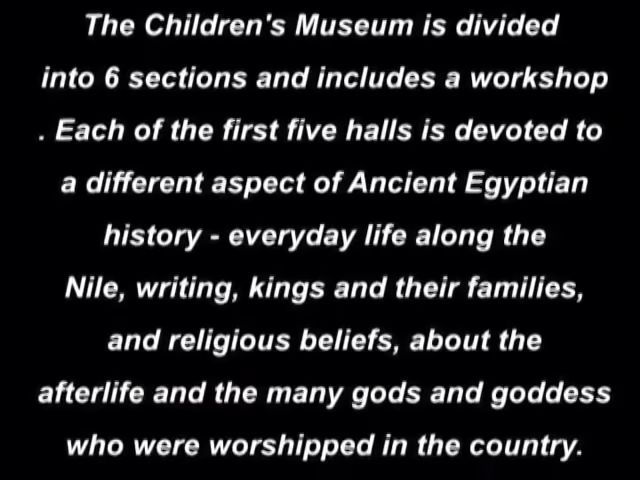 The Children's Museum is divided
into 6 sections and includes a workshop
. Each of the first five halls is devoted to
a different aspect of Ancient Egyptian
history - everyday life along the
Nile, writing, kings and their families,
and religious beliefs, about the
afterlife and the many gods and goddess
who were worshipped in the country.